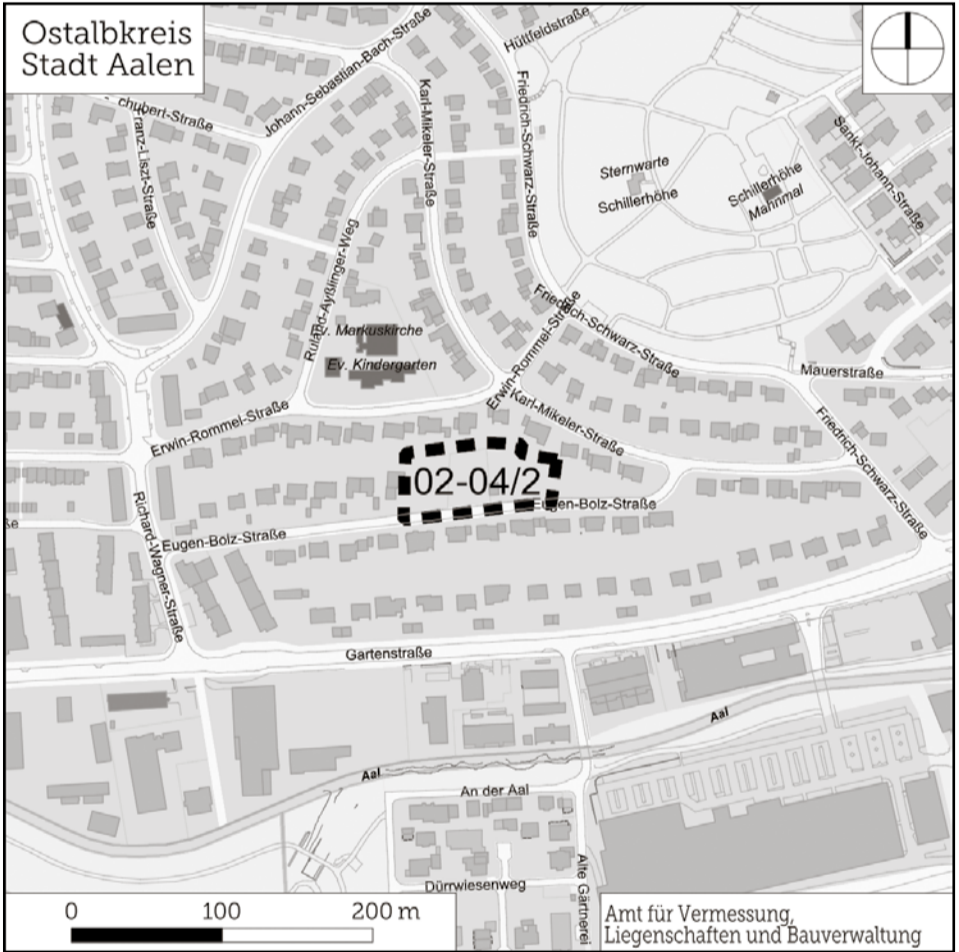 Ostalbkreis
Stadt Aalen
Hüttfeldstraße
Johann-Sebastian-Bach-Straße
chubert-Straße
Franz-Liszt-Straße
Karl-Mikeler-Straße
Friedrich-Schwarz-Straße
Sankt-Johann-Straße
Sternwarte
Schillerhöhe
Schillerhöhe
Mahnmal
Ruland-Ayßlinger-Weg
Ev. Markuskirche
Ev. Kindergarten
Erwin-Rommel-Straße
Friedrich-Schwarz-Straße
Mauerstraße
Erwin-Rommel-Straße
Karl-Mikeler-Straße
Friedrich-Schwarz-Straße
02-04/2
Eugen-Bolz-Straße
ße
Richard-Wagner-Straße
Eugen-Bolz-Straße
Gartenstraße
Aal
Aal
An der Aal
Dürrwiesenweg
Alte Gärtnerei
0 100 200 m
Amt für Vermessung,
Liegenschaften und Bauverwaltung